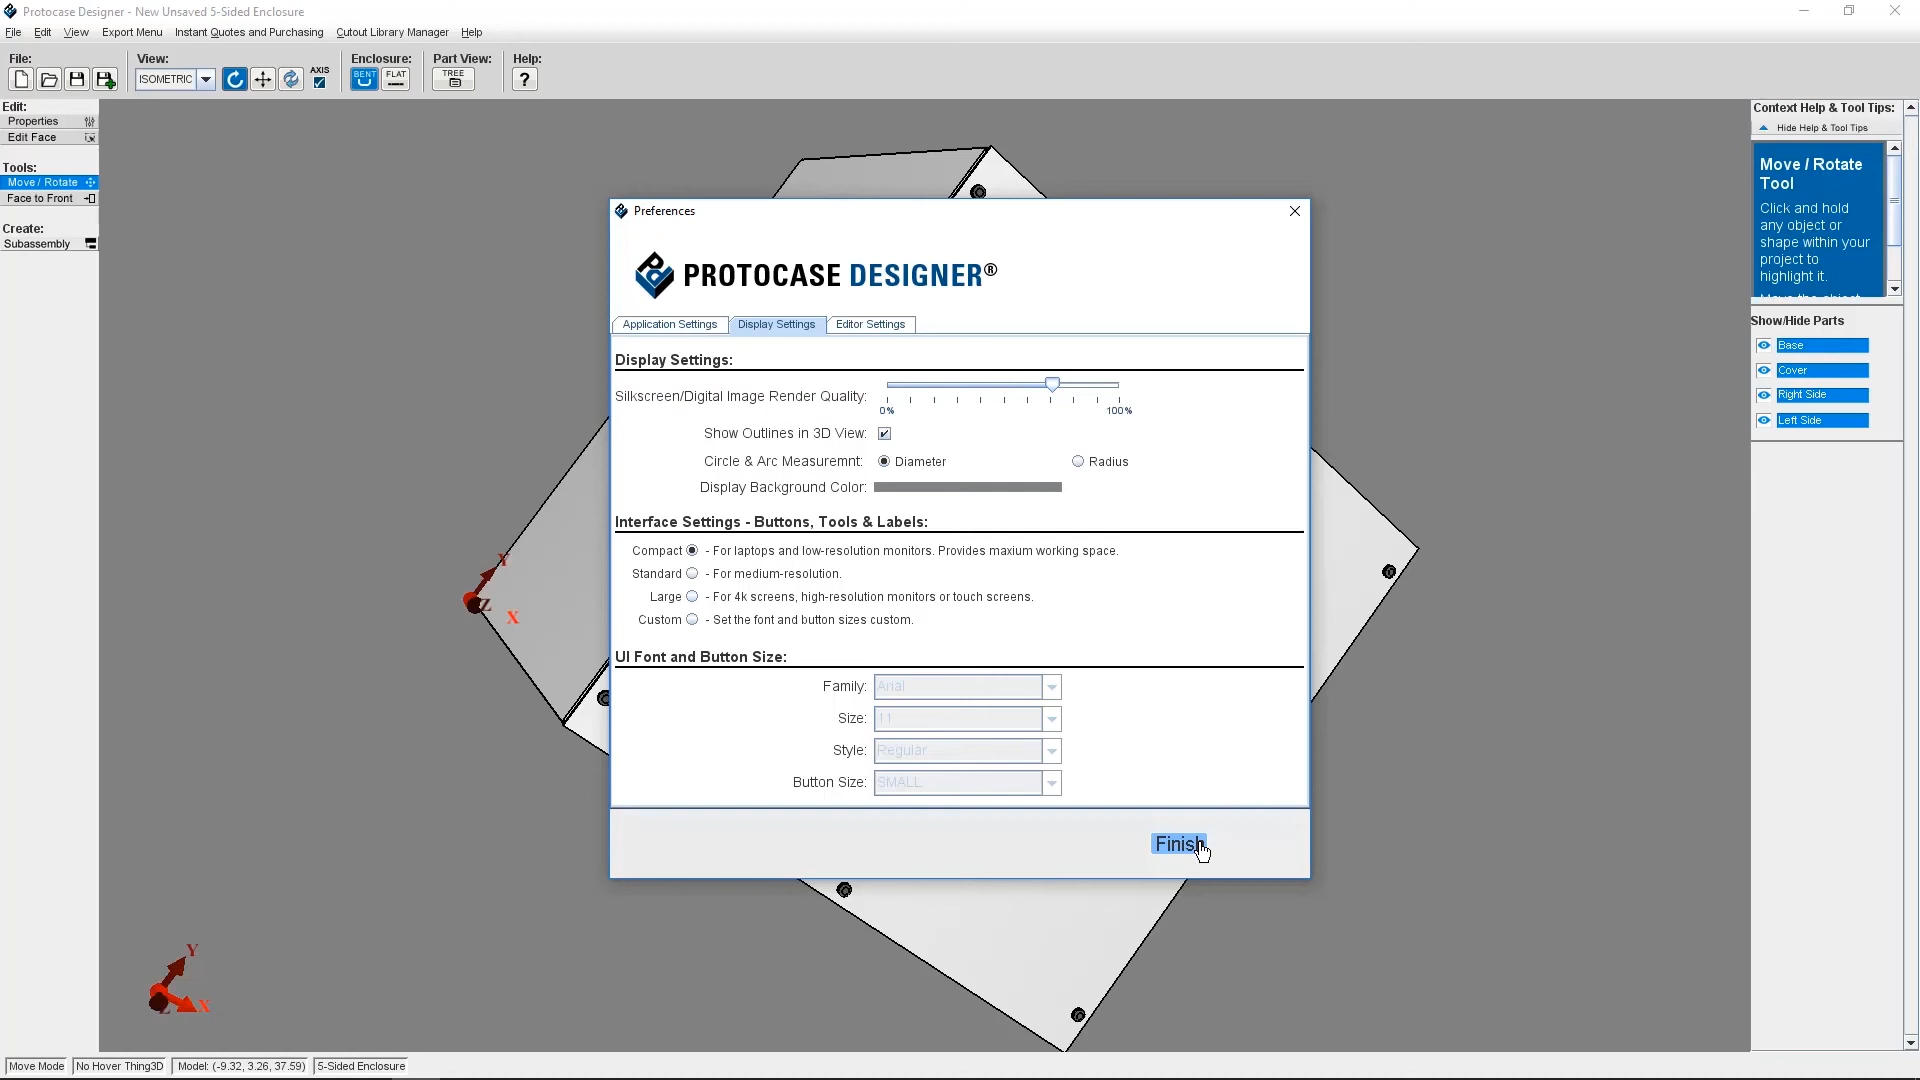 Protocase Designer - New Unsaved 5-Sided Enclosure
File Edit View Export Menu Instant Quotes and Purchasing Cutout Library Manager Help
File: View: Enclosure: Part View: Help:
ISOMETRIC AXIS BENT FLAT TREE ?
Edit:
Properties
Edit Face
Tools:
Move / Rotate
Face to Front
Create:
Subassembly
Preferences
PROTOCASE DESIGNER®
Application Settings Display Settings Editor Settings
Display Settings:
Silkscreen/Digital Image Render Quality:
0% 100%
Show Outlines in 3D View:
Circle & Arc Measuremnt: Diameter Radius
Display Background Color:
Interface Settings - Buttons, Tools & Labels:
Compact - For laptops and low-resolution monitors. Provides maxium working space.
Standard - For medium-resolution.
Large - For 4k screens, high-resolution monitors or touch screens.
Custom - Set the font and button sizes custom.
UI Font and Button Size:
Family: Arial
Size: 11
Style: Regular
Button Size: SMALL
Finish
Y
Z
X
Y
Z
X
Context Help & Tool Tips:
Hide Help & Tool Tips
Move / Rotate
Tool
Click and hold
any object or
shape within your
project to
highlight it.
Move the object
Show/Hide Parts
Base
Cover
Right Side
Left Side
Move Mode No Hover Thing3D Model: (-9.32, 3.26, 37.59) 5-Sided Enclosure